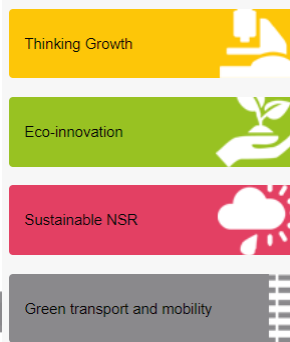 Thinking Growth
Eco-innovation
Sustainable NSR
Green transport and mobility